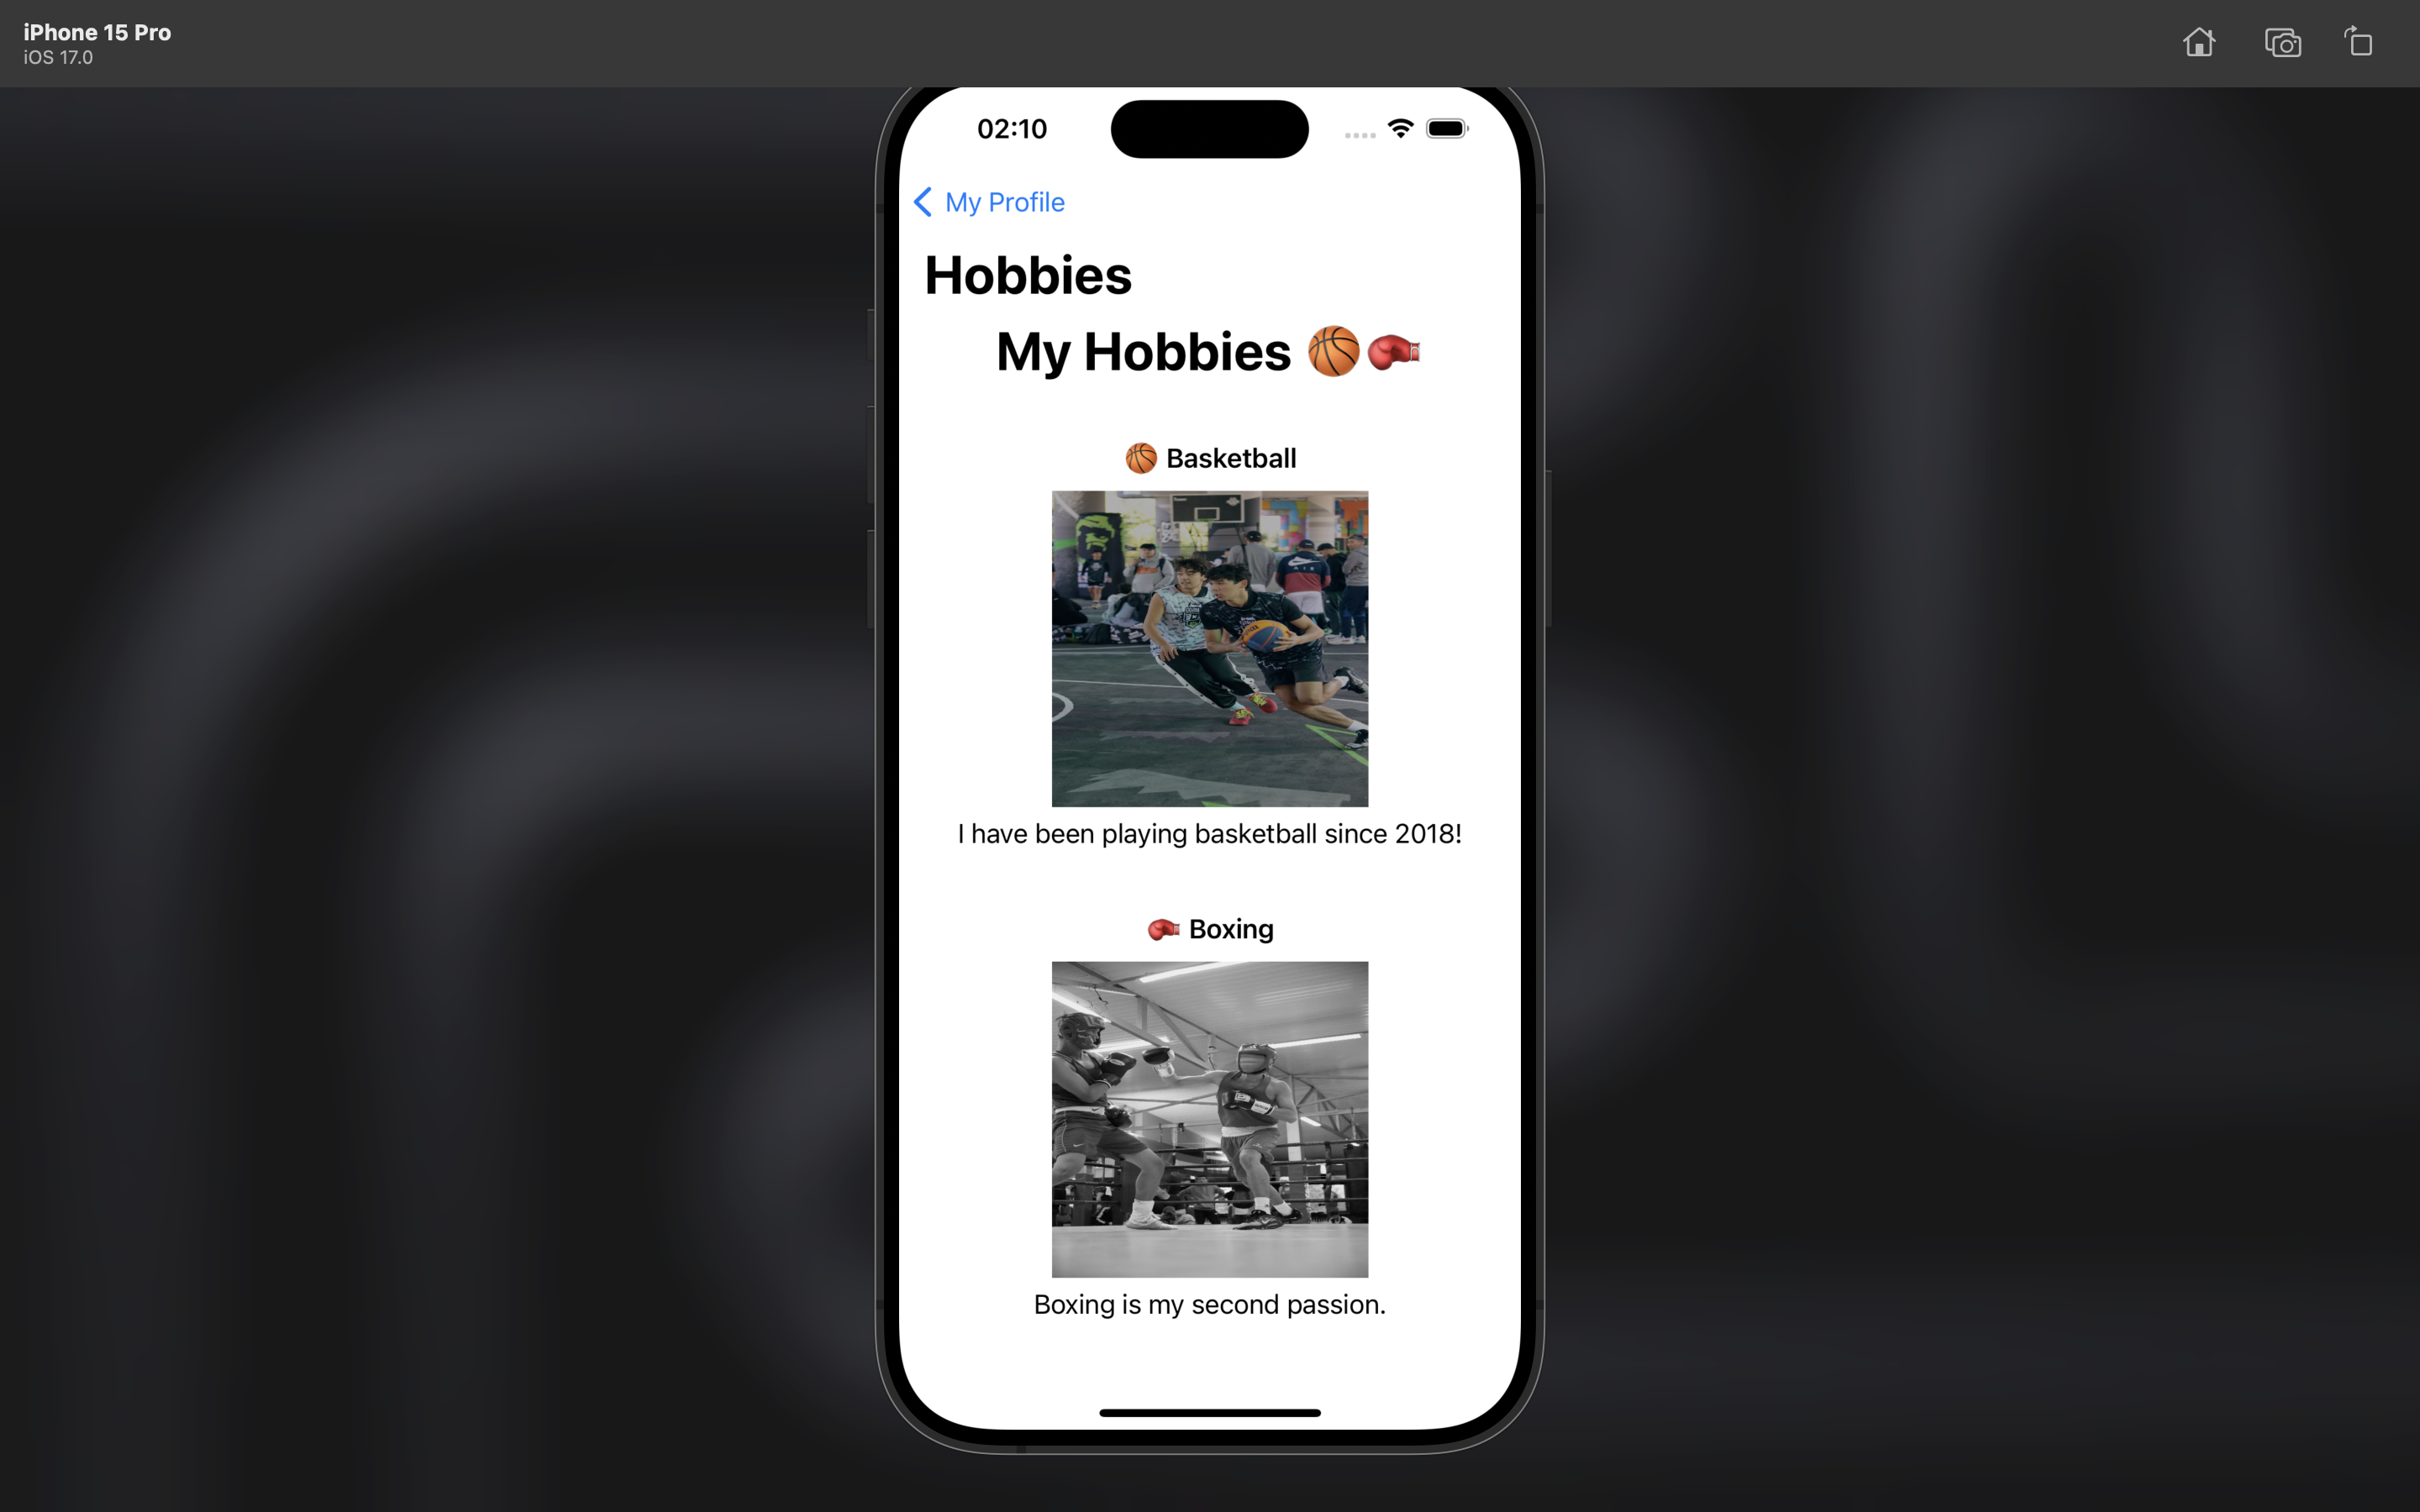 iPhone 15 Pro
iOS 17.0
02:10
My Profile
Hobbies
My Hobbies 🏀🥊
🏀 Basketball
AIR
I have been playing basketball since 2018!
🥊 Boxing
Boxing is my second passion.